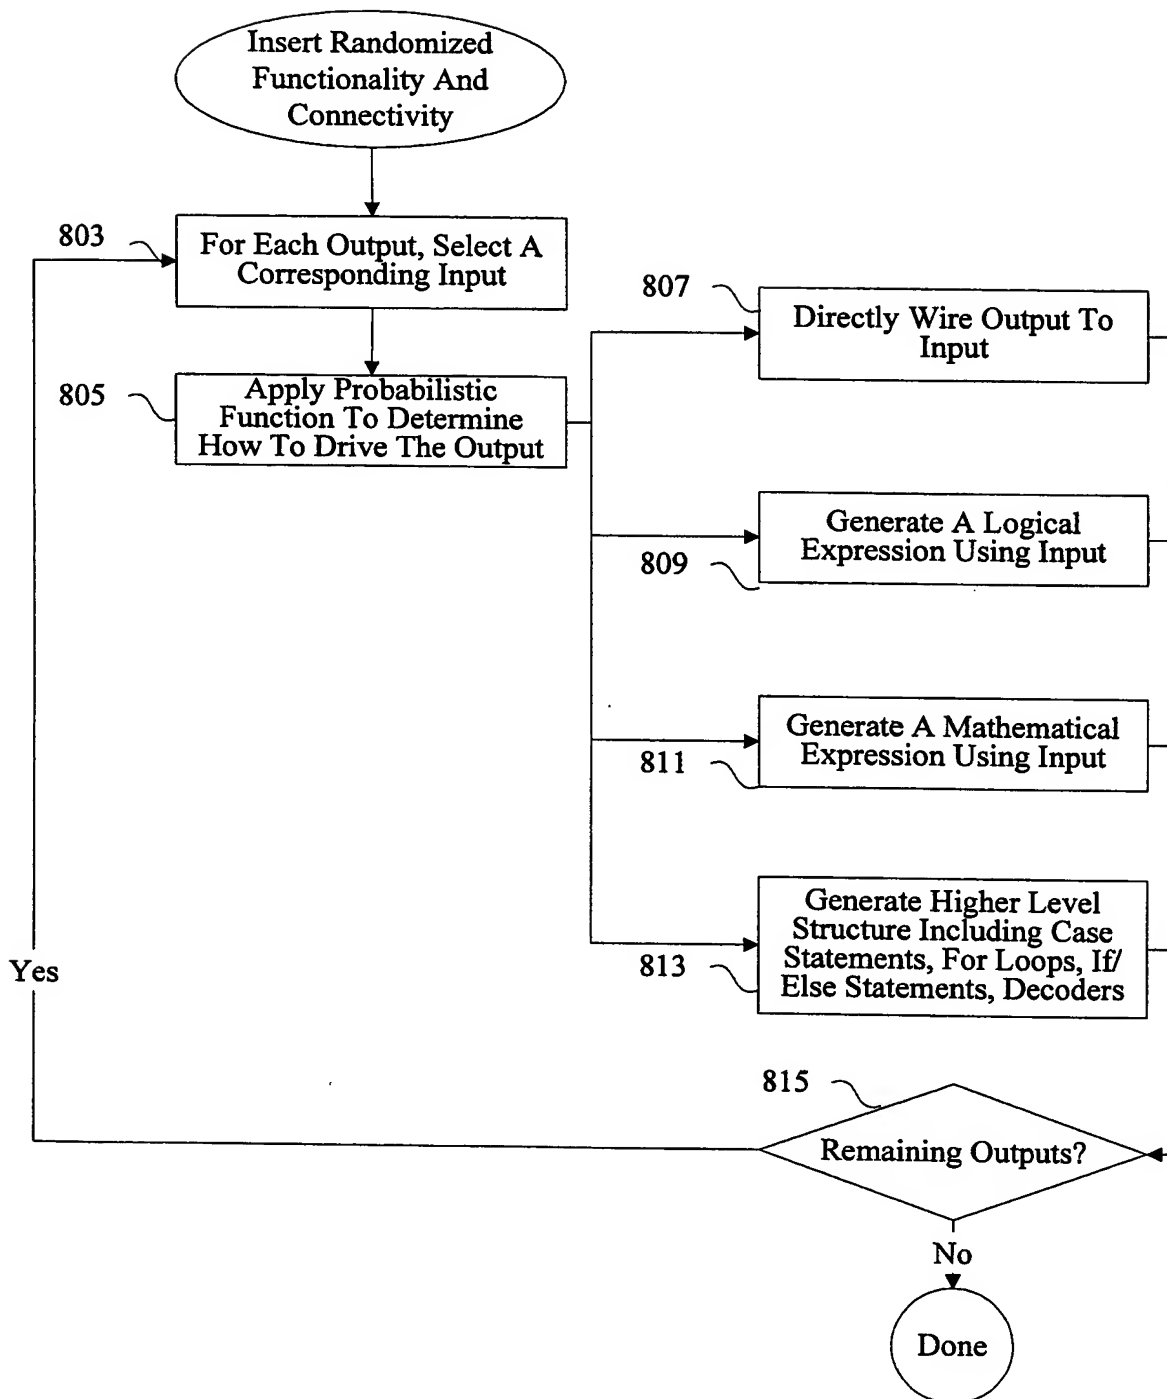 Insert Randomized
Functionality And
Connectivity
803
For Each Output, Select A
Corresponding Input
805
Apply Probabilistic
Function To Determine
How To Drive The Output
807
Directly Wire Output To
Input
Generate A Logical
Expression Using Input
809
Generate A Mathematical
Expression Using Input
811
Generate Higher Level
Structure Including Case
Statements, For Loops, If/
Else Statements, Decoders
813
Yes
815
Remaining Outputs?
No
Done